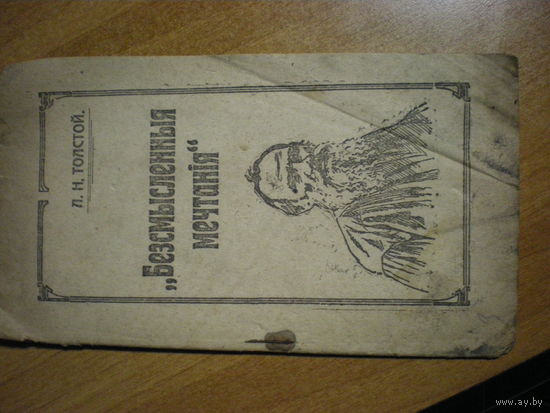 Л. Н. ТОЛСТОЙ.
„Безсмысленныя
мечтанія“
www.ay.by